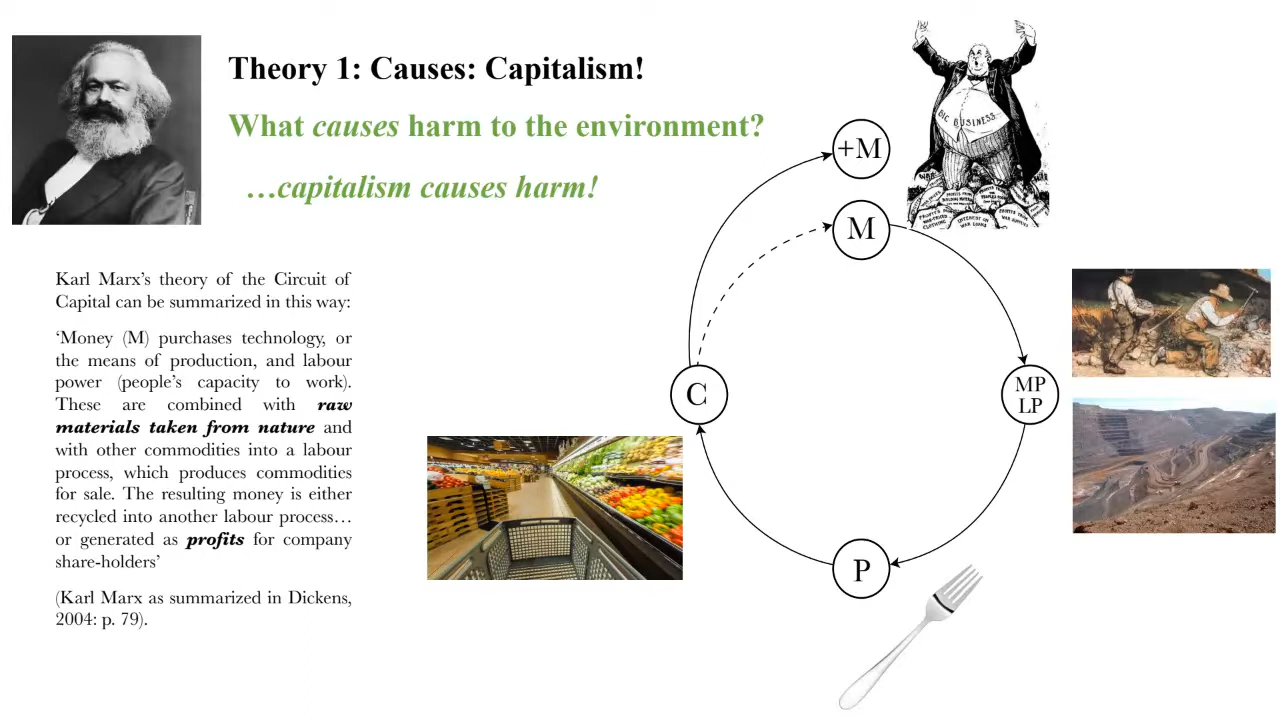 Theory 1: Causes: Capitalism!
What causes harm to the environment?
…capitalism causes harm!
Karl Marx’s theory of the Circuit of
Capital can be summarized in this way:
‘Money (M) purchases technology, or
the means of production, and labour
power (people’s capacity to work).
These are combined with raw
materials taken from nature and
with other commodities into a labour
process, which produces commodities
for sale. The resulting money is either
recycled into another labour process…
or generated as profits for company
share-holders’
(Karl Marx as summarized in Dickens,
2004: p. 79).
+M
M
C
MP
LP
P
BIG BUSINESS
INTEREST ON
WAR LOANS